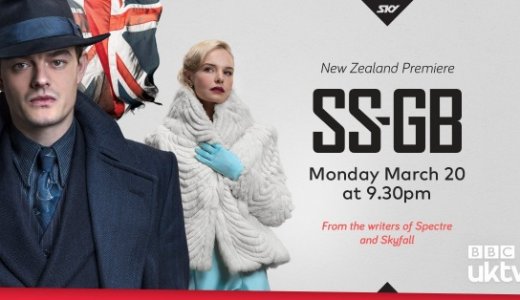 SKY
New Zealand Premiere
SS-GB
Monday March 20
at 9.30pm
From the writers of Spectre
and Skyfall
BBC
uktv